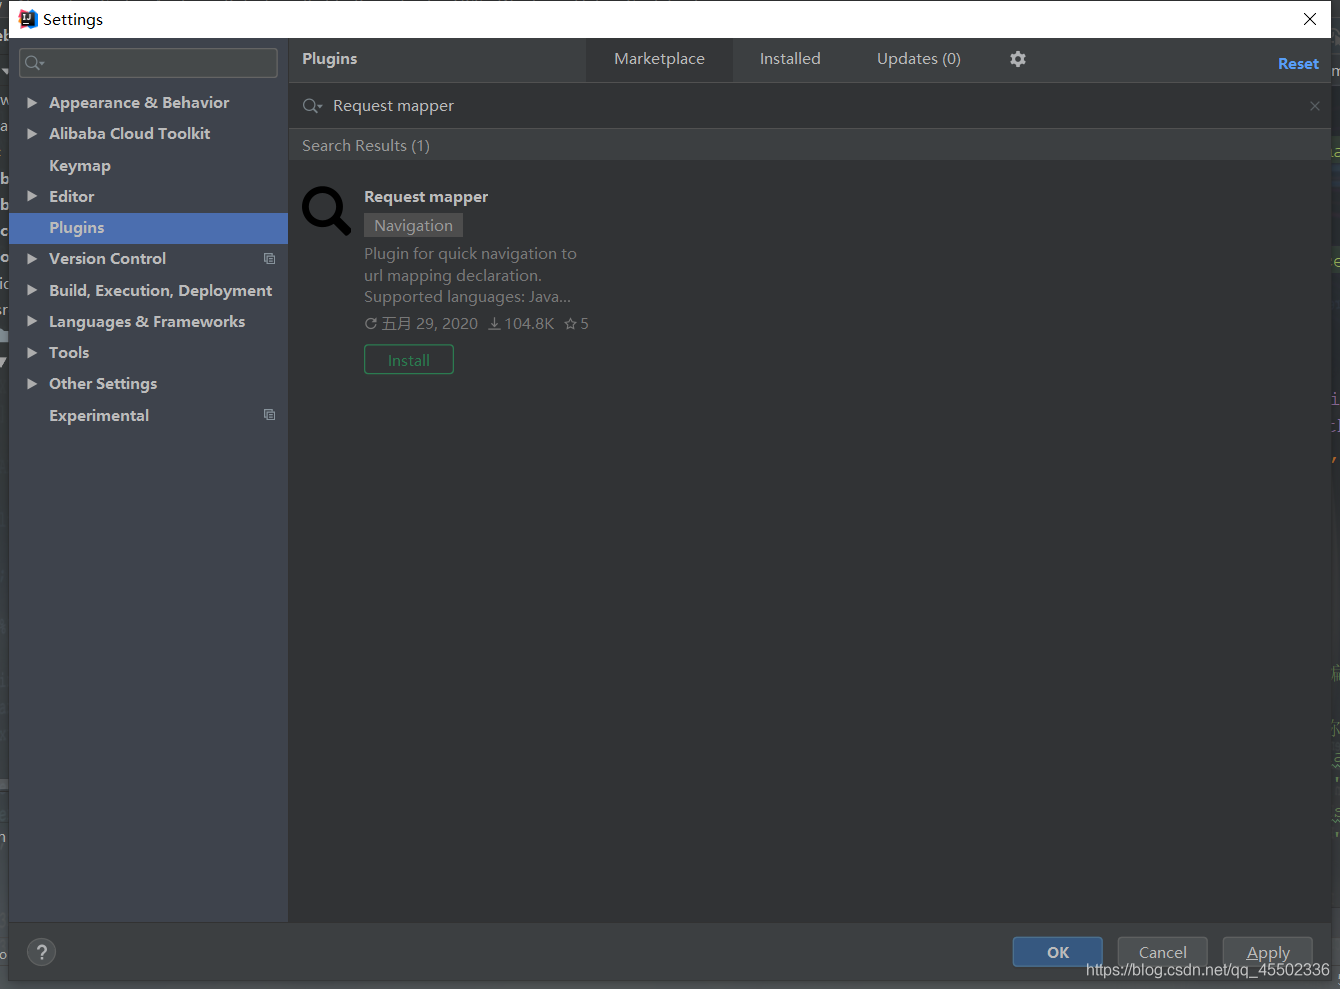 Settings
Plugins
Marketplace
Installed
Updates (0)
Reset
Request mapper
Search Results (1)
Appearance & Behavior
Alibaba Cloud Toolkit
Keymap
Editor
Plugins
Version Control
Build, Execution, Deployment
Languages & Frameworks
Tools
Other Settings
Experimental
Request mapper
Navigation
Plugin for quick navigation to
url mapping declaration.
Supported languages: Java...
五月 29, 2020 104.8K 5
Install
?
OK
Cancel
Apply
https://blog.csdn.net/qq_45502336